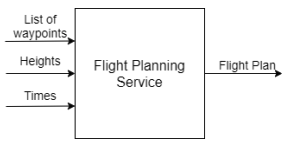 List of
waypoints
Heights
Times
Flight Planning
Service
Flight Plan